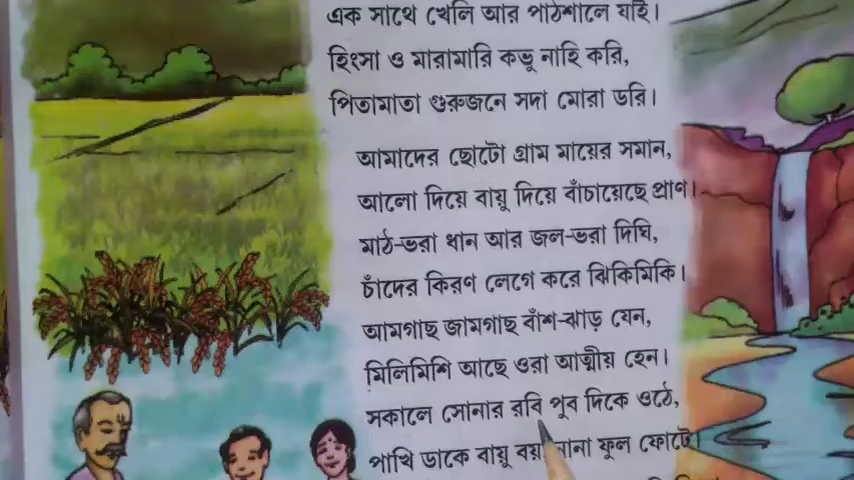 এক সাথে খেলি আর পাঠশালে যাই।
হিংসা ও মারামারি কভু নাহি করি,
পিতামাতা গুরুজনে সদা মোরা ডরি।
আমাদের ছোটো গ্রাম মায়ের সমান,
আলো দিয়ে বায়ু দিয়ে বাঁচায়েছে প্রাণ।
মাঠ-ভরা ধান আর জল-ভরা দিঘি,
চাঁদের কিরণ লেগে করে ঝিকিমিকি।
আমগাছ জামগাছ বাঁশ-ঝাড় যেন,
মিলিমিশি আছে ওরা আত্মীয় হেন।
সকালে সোনার রবি পুব দিকে ওঠে,
পাখি ডাকে বায়ু বয় নানা ফুল ফোটে।